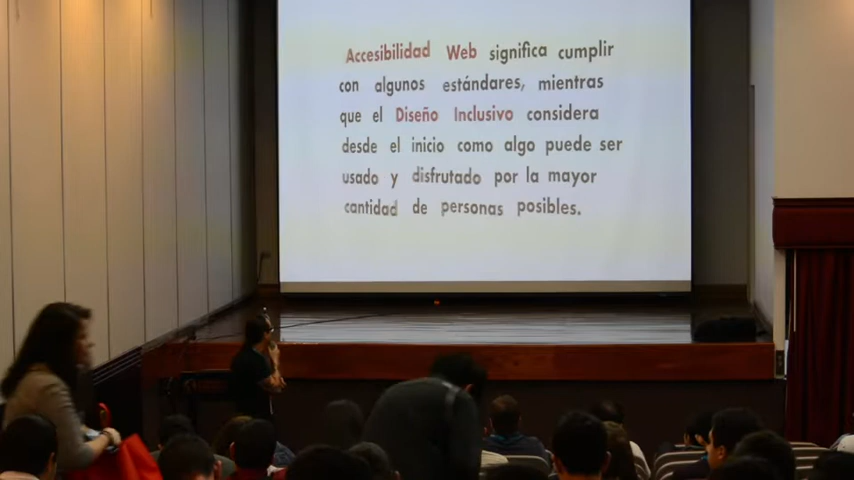 Accesibilidad Web significa cumplir
con algunos estándares, mientras
que el Diseño Inclusivo considera
desde el inicio como algo puede ser
usado y disfrutado por la mayor
cantidad de personas posibles.